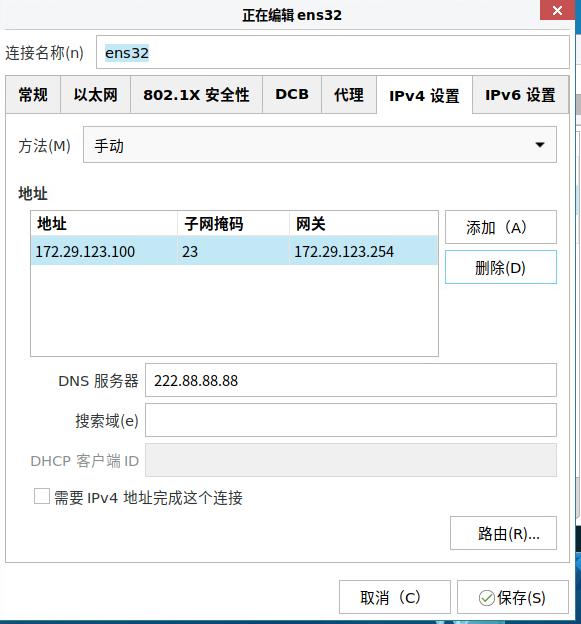 正在编辑 ens32
连接名称(n) ens32
常规 以太网 802.1X 安全性 DCB 代理 IPv4 设置 IPv6 设置
方法(M) 手动
地址
地址 子网掩码 网关
172.29.123.100 23 172.29.123.254
添加（A）
删除(D)
DNS 服务器 222.88.88.88
搜索域(e)
DHCP 客户端 ID
需要 IPv4 地址完成这个连接
路由(R)...
取消（C） 保存(S)